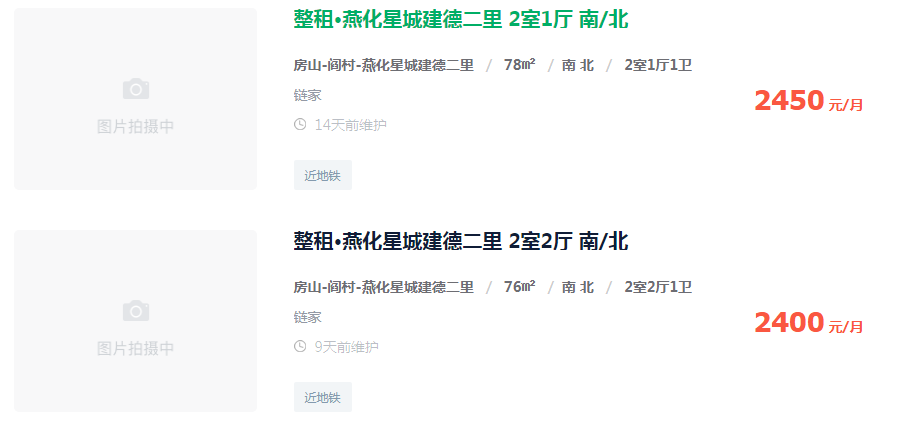 整租·燕化星城建德二里 2室1厅 南/北
房山-阎村-燕化星城建德二里 / 78㎡ / 南 北 / 2室1厅1卫
链家
2450 元/月
图片拍摄中
14天前维护
近地铁
整租·燕化星城建德二里 2室2厅 南/北
房山-阎村-燕化星城建德二里 / 76㎡ / 南 北 / 2室2厅1卫
链家
2400 元/月
图片拍摄中
9天前维护
近地铁